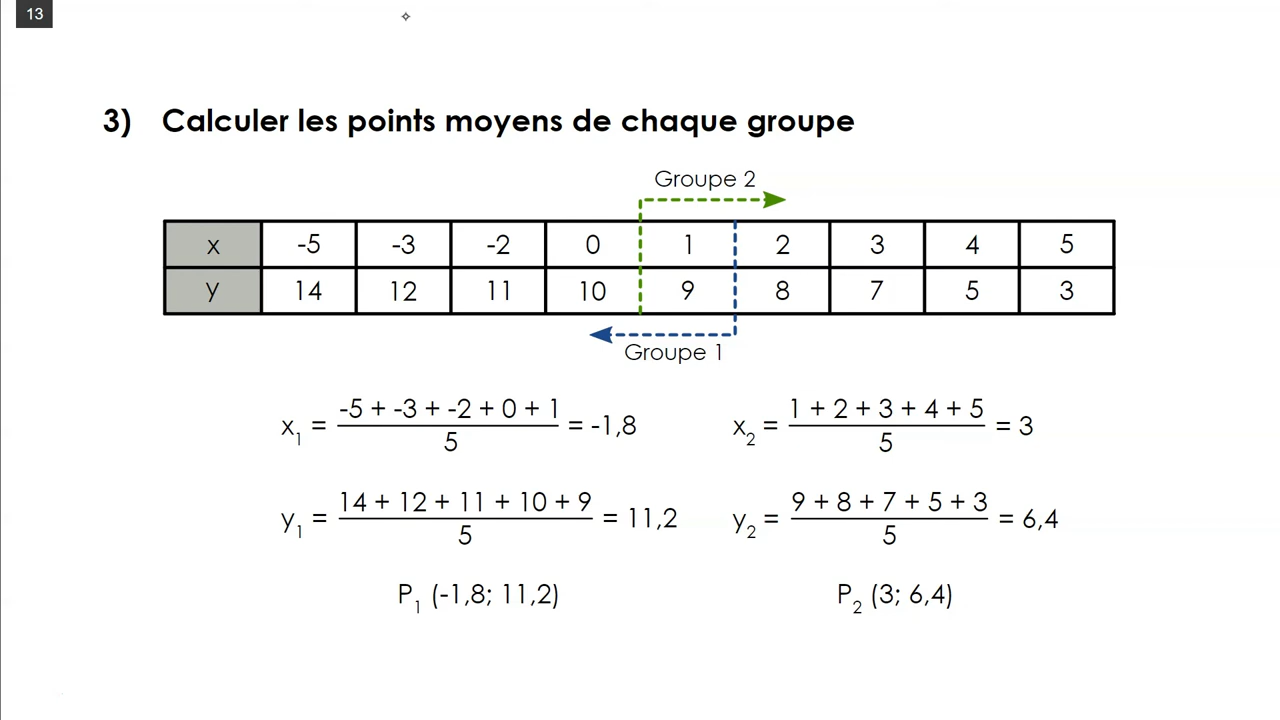 13
3) Calculer les points moyens de chaque groupe
Groupe 2
x -5 -3 -2 0 1 2 3 4 5
y 14 12 11 10 9 8 7 5 3
Groupe 1
x₁ = (-5 + -3 + -2 + 0 + 1) / 5 = -1,8
x₂ = (1 + 2 + 3 + 4 + 5) / 5 = 3
y₁ = (14 + 12 + 11 + 10 + 9) / 5 = 11,2
y₂ = (9 + 8 + 7 + 5 + 3) / 5 = 6,4
P₁ (-1,8; 11,2)
P₂ (3; 6,4)